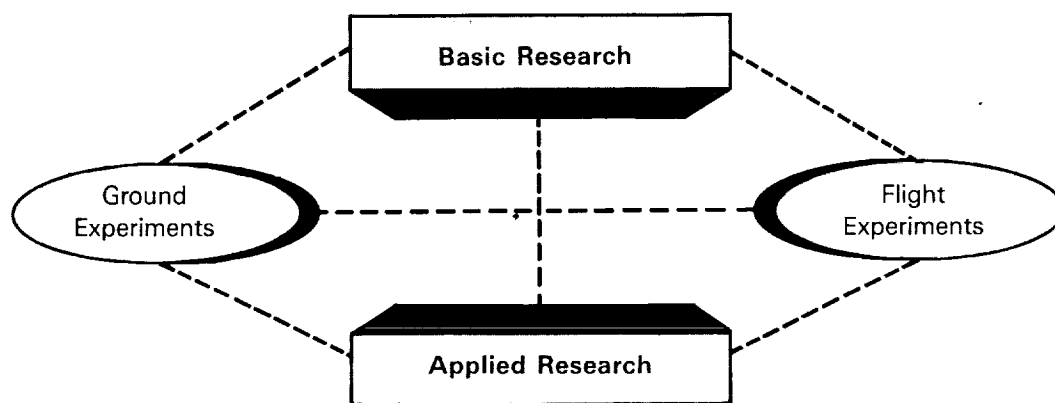 Basic Research
Ground
Experiments
Flight
Experiments
Applied Research